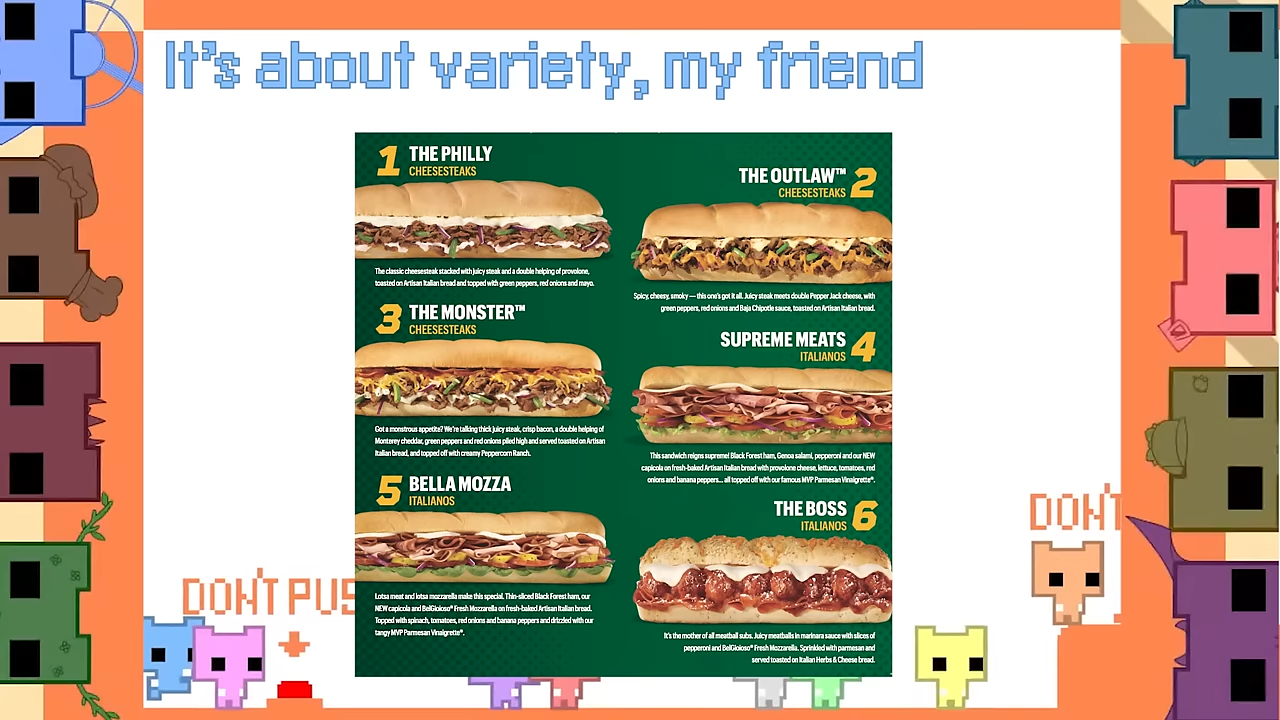 It's about variety, my friend
1 THE PHILLY
CHEESESTEAKS
The classic cheesesteak stacked with juicy steak and a double helping of provolone,
toasted on Artisan Italian bread and topped with green peppers, red onions and mayo.
THE OUTLAW™ 2
CHEESESTEAKS
Spicy, cheesy, smoky — this one's got it all. Juicy steak meets double Pepper Jack cheese, with
green peppers, red onions and Baja Chipotle sauce, toasted on Artisan Italian bread.
3 THE MONSTER™
CHEESESTEAKS
Got a monstrous appetite? We're talking thick juicy steak, crisp bacon, a double helping of
Monterey cheddar, green peppers and red onions piled high and served toasted on Artisan
Italian bread, and topped off with creamy Peppercorn Ranch.
SUPREME MEATS 4
ITALIANOS
This sandwich reigns supreme! Black Forest ham, Genoa salami, pepperoni and our NEW
capicola on fresh-baked Artisan Italian bread with provolone cheese, lettuce, tomatoes, red
onions and banana peppers... all topped off with our famous MVP Parmesan Vinaigrette®.
5 BELLA MOZZA
ITALIANOS
Lotsa meat and lotsa mozzarella make this special. Thin-sliced Black Forest ham, our
NEW capicola and BelGioioso® Fresh Mozzarella on fresh-baked Artisan Italian bread.
Topped with spinach, tomatoes, red onions and banana peppers and drizzled with our
tangy MVP Parmesan Vinaigrette®.
THE BOSS 6
ITALIANOS
It's the mother of all meatball subs. Juicy meatballs in marinara sauce with slices of
pepperoni and BelGioioso® Fresh Mozzarella. Sprinkled with parmesan and
served toasted on Italian Herbs & Cheese bread.
DON'T PUS
DON'T